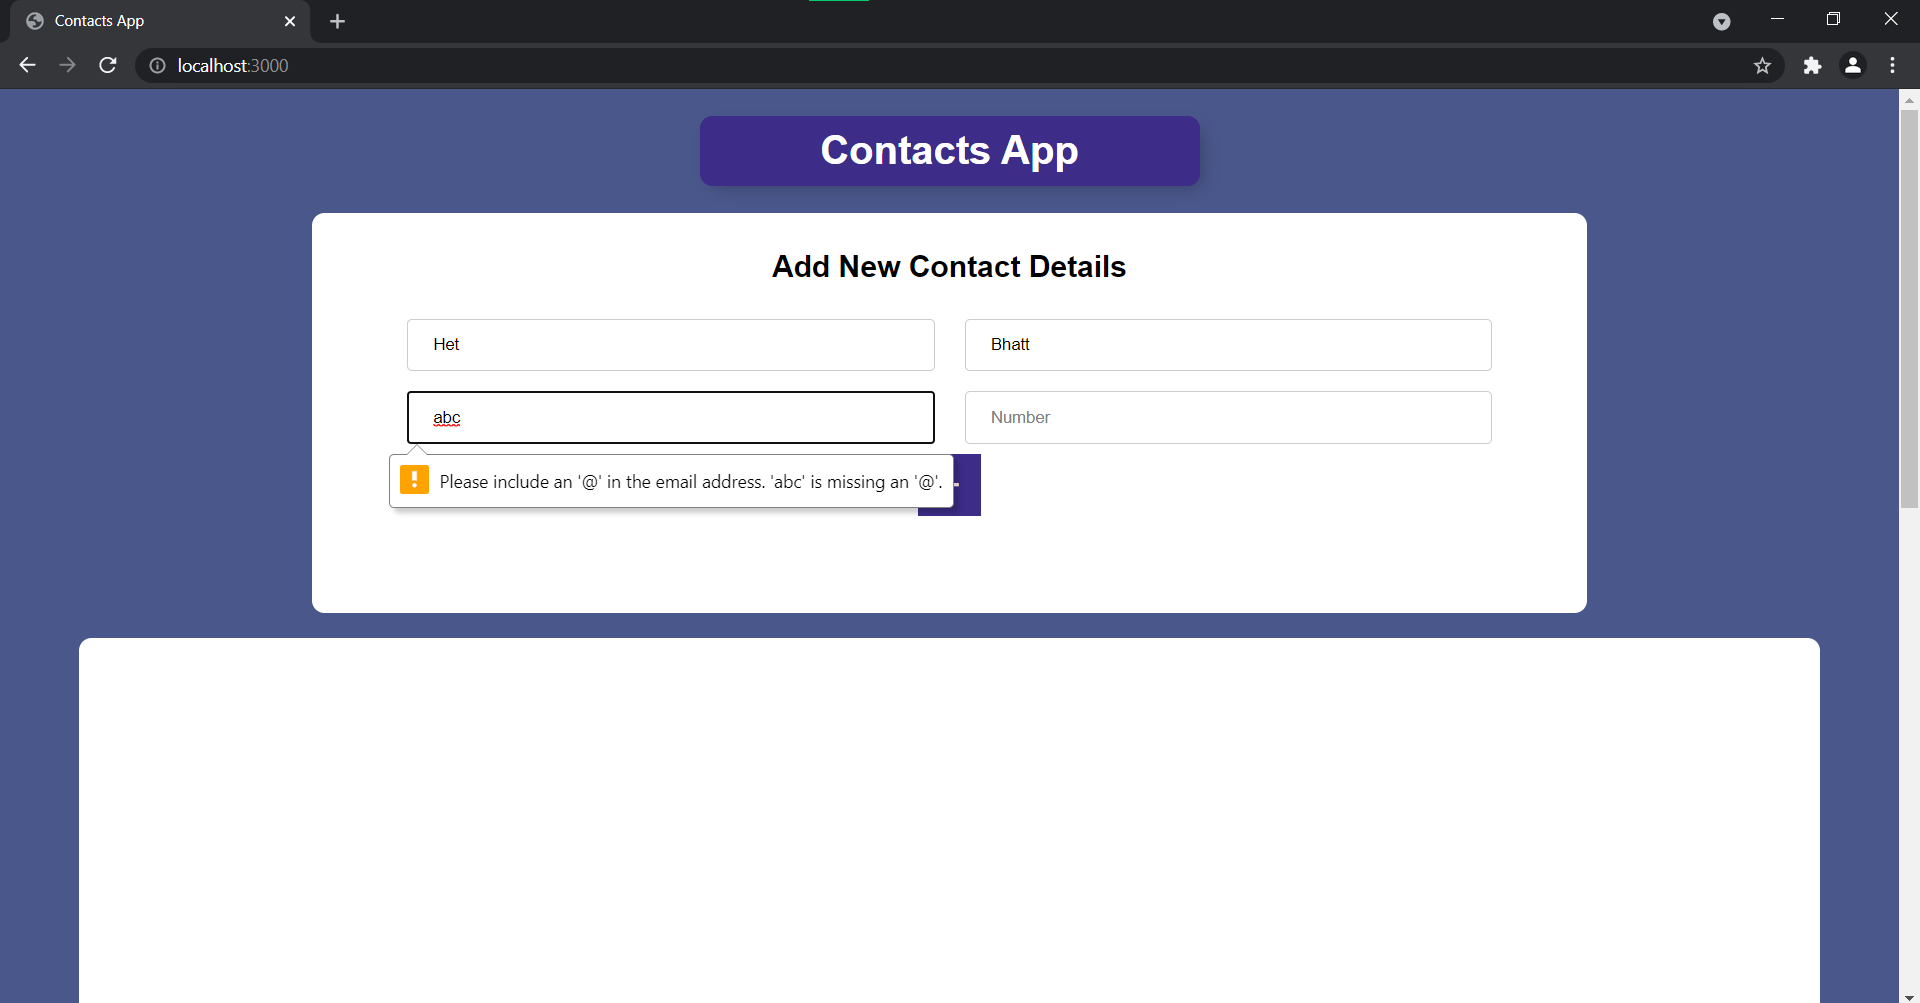 Contacts App
localhost:3000
Contacts App
Add New Contact Details
Het
Bhatt
abc
Number
Please include an '@' in the email address. 'abc' is missing an '@'.